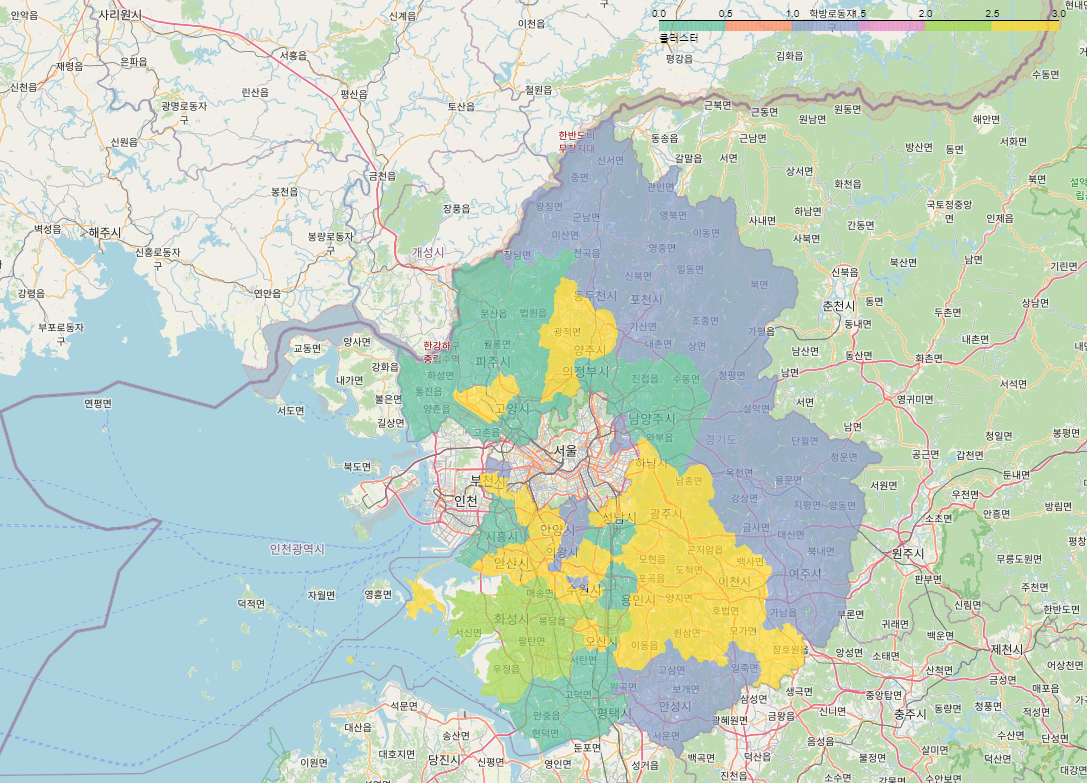 0.0
0.5
1.0
학방로동자
구
1.5
2.0
2.5
3.0
클러스터
안악읍
사리원시
신계읍
이천읍
현내면
평강읍
김화읍
서흥읍
재령읍
은파읍
수동면
신천읍
린산읍
평산읍
철원읍
광명로동자
구
토산읍
근북면
근동면
원동면
원남면
해안면
신원읍
한반도비
무장지대
동송읍
근남면
방산면
동면
서화면
신서면
갈말읍
서면
상서면
금천읍
중면
관인면
화천읍
북면
봉천읍
장풍읍
왕징면
하남면
국토정중앙
면
벽성읍
해주시
봉량로동자
구
군남면
영북면
사내면
간동면
인제읍
미산면
이동면
사북면
신흥로동자
구
개성시
장남면
전곡읍
영중면
북산면
남면
기린면
일동면
신북면
신북읍
강령읍
연안읍
북면
동두천시
포천시
춘천시
동면
상남면
문산읍
법원읍
조종면
두촌면
부포로동자
구
양사면
광적면
가산면
가평읍
동내면
내촌면
교동면
한강하구
중립수역
월롱면
양주시
내촌면
상면
남산면
동산면
화촌면
강화읍
파주시
의정부시
내가면
하성면
진접읍
수동면
청평면
남면
서석면
통진읍
연평면
불은면
양촌읍
고양시
설악면
서면
영귀미면
서도면
길상면
남양주시
남면
고촌읍
와부읍
경기도
단월면
청일면
봉평면
서울
청운면
공근면
갑천면
북도면
하남시
옥천면
용문면
서원면
둔내면
부천시
남종면
우천면
인천
강상면
지평면
양동면
안흥면
방림면
성남시
광주시
소초면
안양시
금사면
대신면
평창
시흥시
인천광역시
의왕시
곤지암읍
북내면
원주시
모현읍
백사면
무릉도원면
안산시
도척면
여주시
판부면
이천시
주천면
자월면
영흥면
매송면
수원시
포곡읍
덕적면
용인시
양지면
신림면
호법면
가남읍
부론면
한반도면
화성시
봉담읍
귀래면
서신면
팔탄면
오산시
원삼면
모가면
백운면
이동읍
장호원읍
앙성면
소태면
제천시
서탄면
어상천면
우정읍
고삼면
일죽면
산척면
고덕면
원곡면
생극면
금성면
보개면
삼성면
중앙탑면
매포읍
석문면
안성시
엄정면
청풍면
안중읍
평택시
금왕읍
신니면
충주시
동량면
적성면
대산읍
광혜원면
현덕면
송산면
서운면
음성읍
수산면
단성면
대호지면
둔포면
살미면
이원면
당진시
신평면
영인면
성거읍
백곡면
덕산읍
불정면
덕산면
진천읍
소수면
감물면
수안보면
대강면